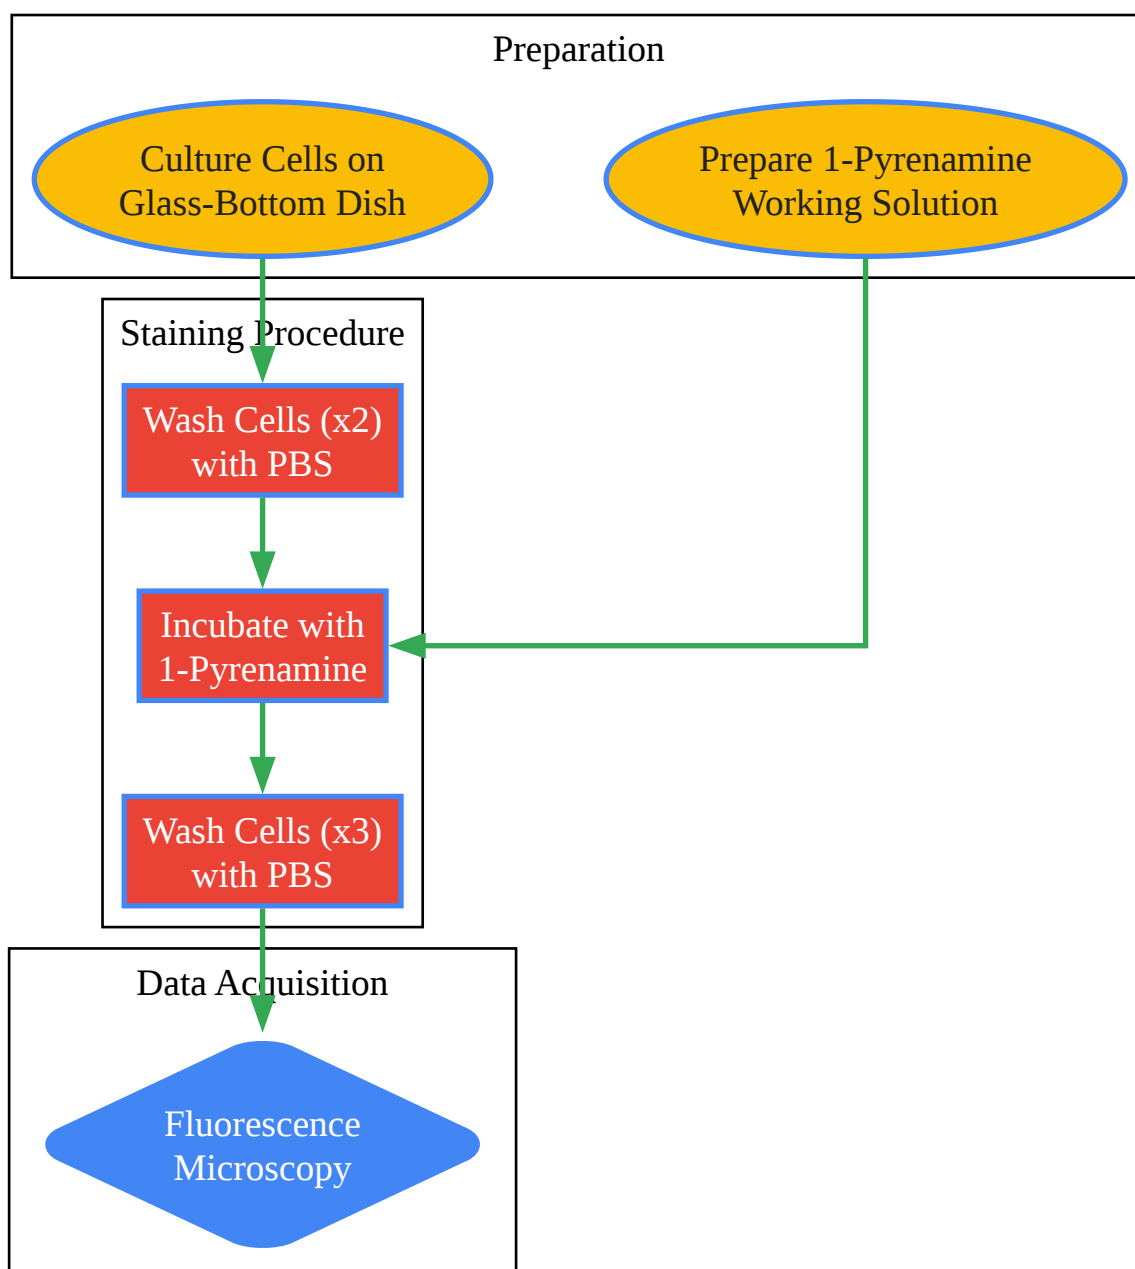 Preparation
Culture Cells on
Glass-Bottom Dish
Prepare 1-Pyrenamine
Working Solution
Staining Procedure
Wash Cells (x2)
with PBS
Incubate with
1-Pyrenamine
Wash Cells (x3)
with PBS
Data Acquisition
Fluorescence
Microscopy